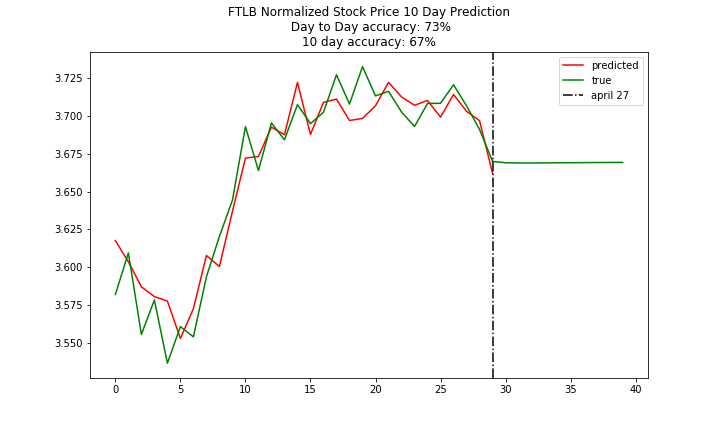 FTLB Normalized Stock Price 10 Day Prediction
Day to Day accuracy: 73%
10 day accuracy: 67%
predicted
true
april 27
3.725
3.700
3.675
3.650
3.625
3.600
3.575
3.550
0 5 10 15 20 25 30 35 40